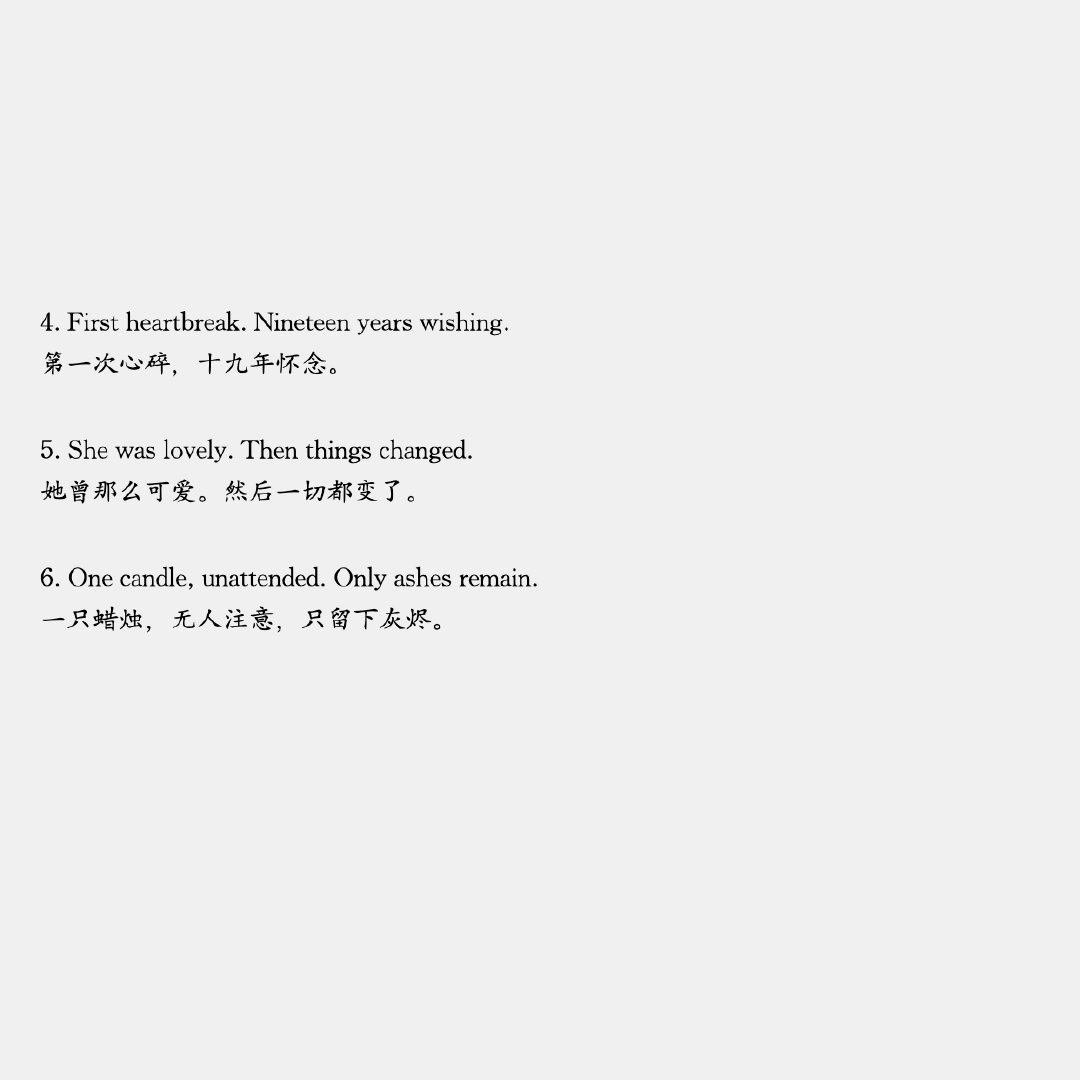 4. First heartbreak. Nineteen years wishing.
第一次心碎，十九年怀念。
5. She was lovely. Then things changed.
她曾那么可爱。然后一切都变了。
6. One candle, unattended. Only ashes remain.
一只蜡烛，无人注意，只留下灰烬。